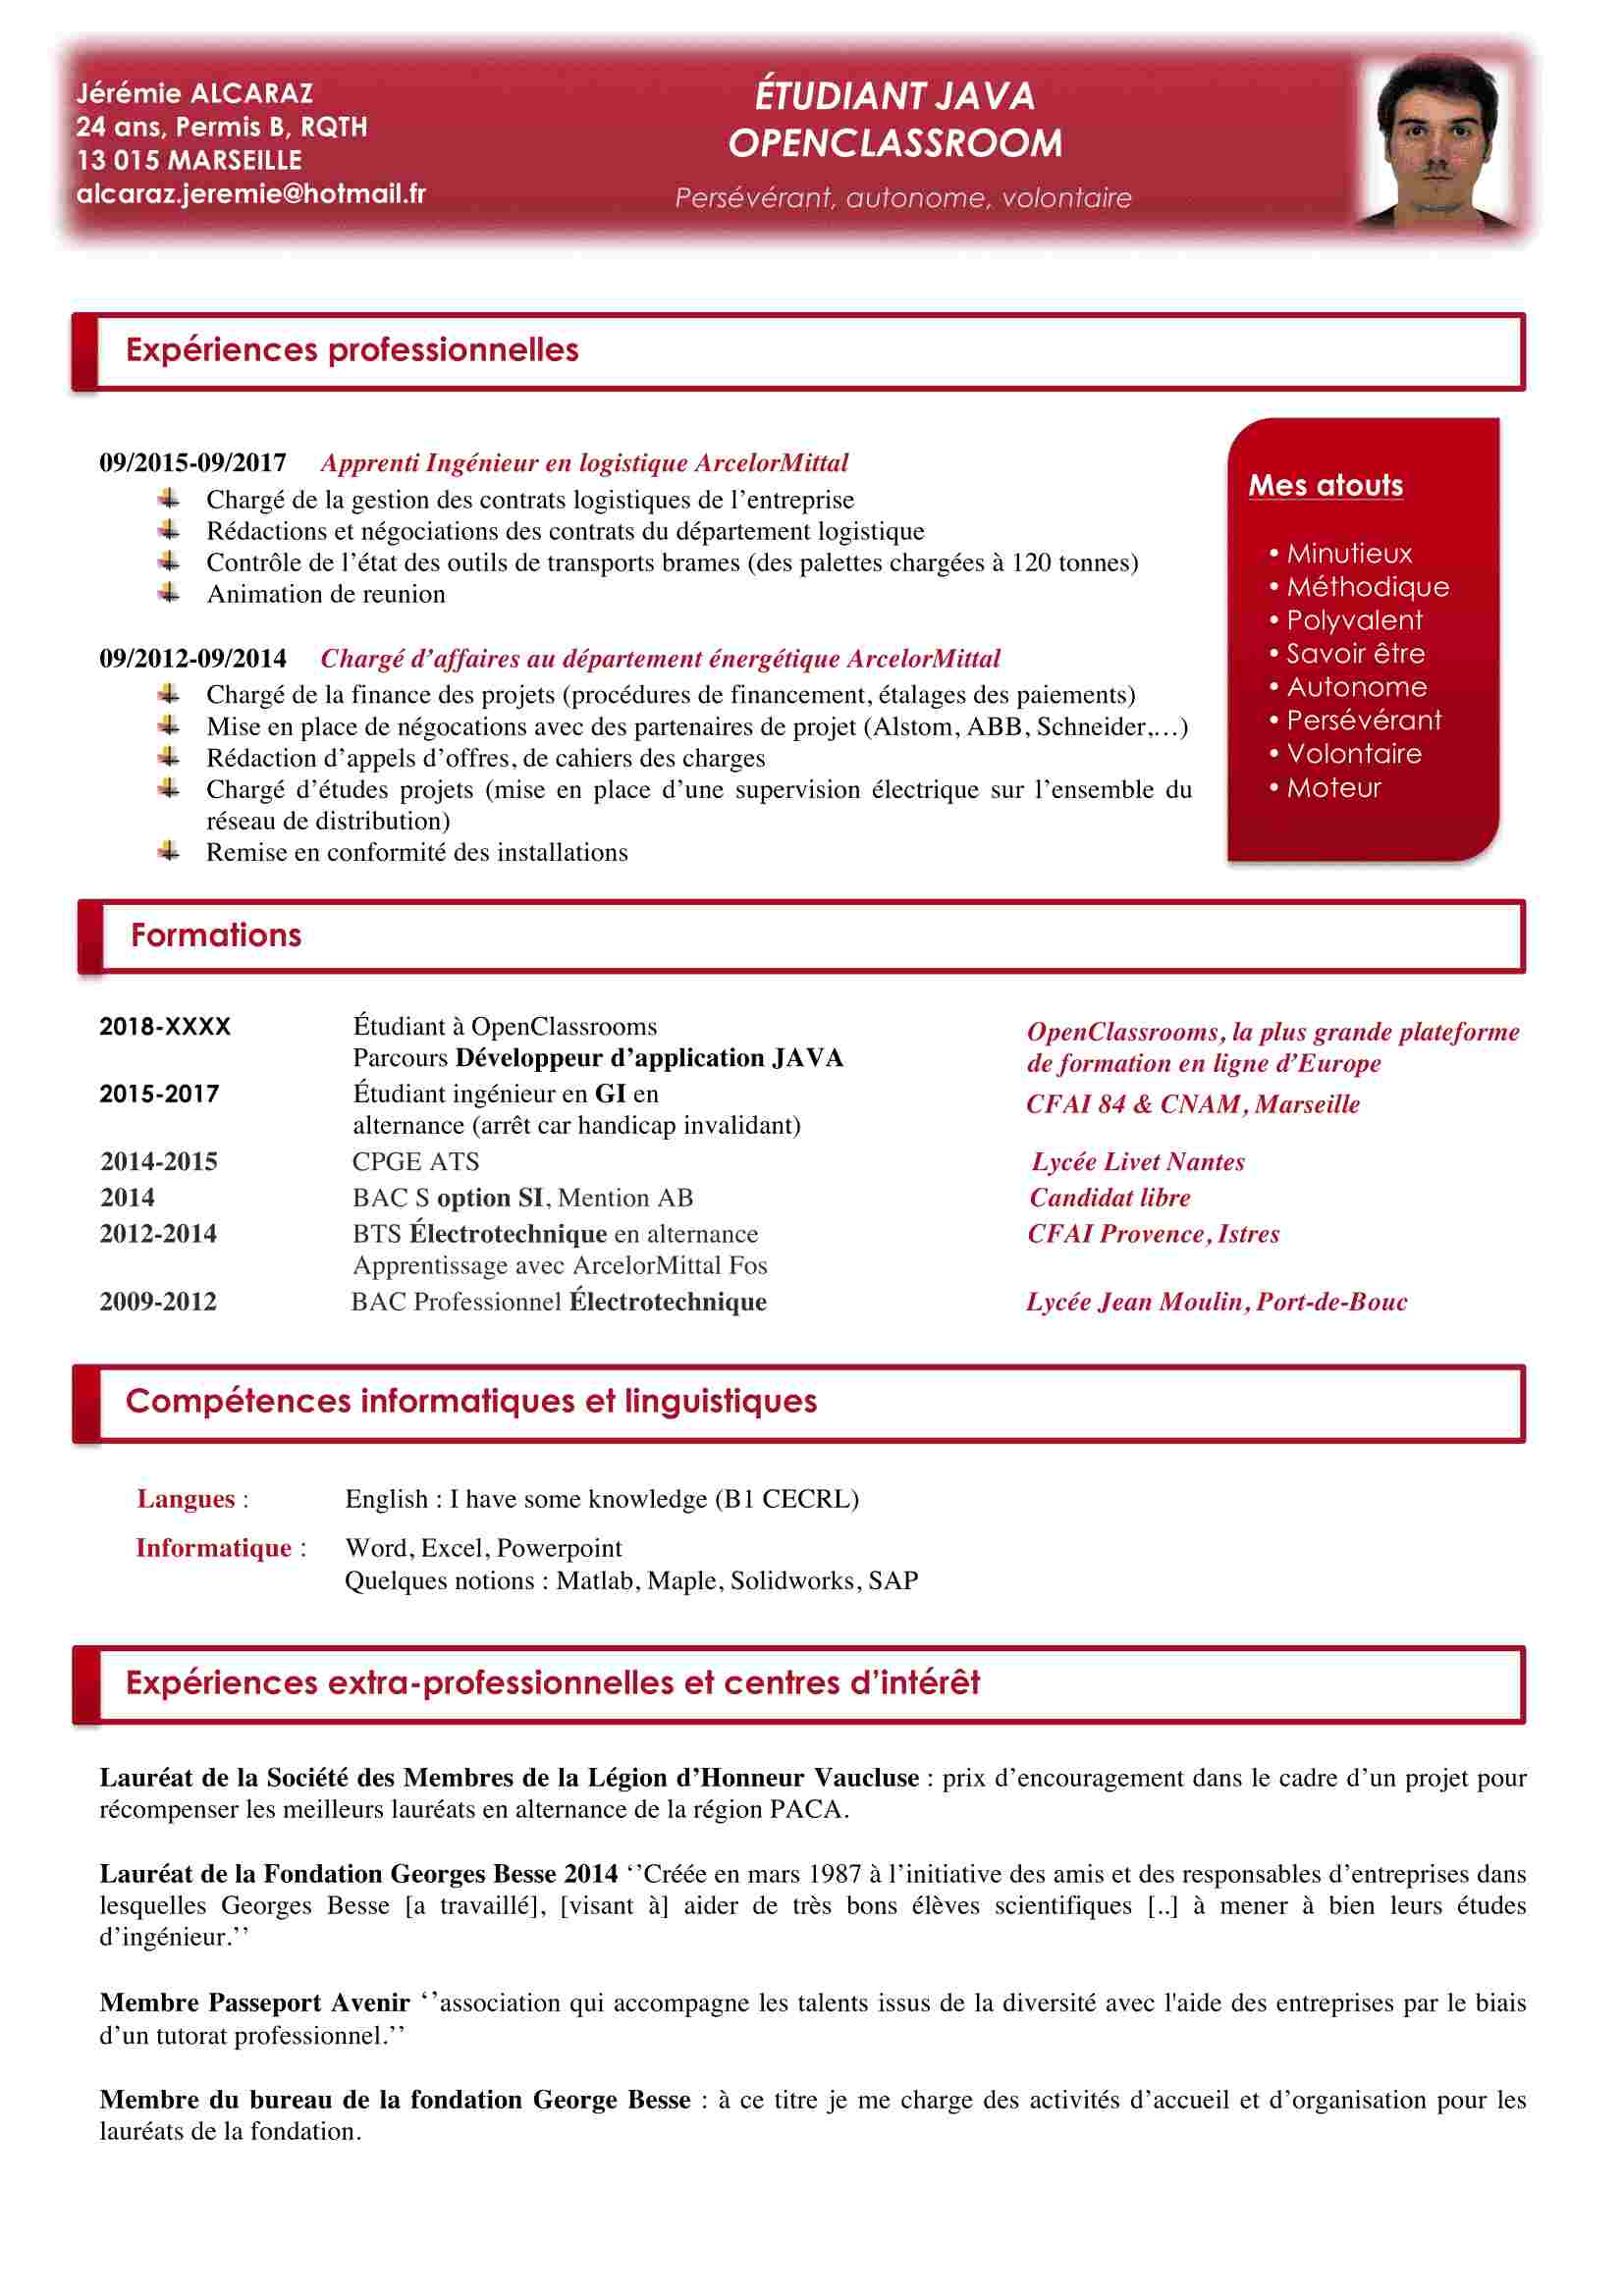 Jérémie ALCARAZ
24 ans, Permis B, RQTH
13 015 MARSEILLE
alcaraz.jeremie@hotmail.fr
ÉTUDIANT JAVA
OPENCLASSROOM
Persévérant, autonome, volontaire
Expériences professionnelles
09/2015-09/2017 Apprenti Ingénieur en logistique ArcelorMittal
Chargé de la gestion des contrats logistiques de l’entreprise
Rédactions et négociations des contrats du département logistique
Contrôle de l’état des outils de transports brames (des palettes chargées à 120 tonnes)
Animation de reunion
09/2012-09/2014 Chargé d’affaires au département énergétique ArcelorMittal
Chargé de la finance des projets (procédures de financement, étalages des paiements)
Mise en place de négocations avec des partenaires de projet (Alstom, ABB, Schneider,…)
Rédaction d’appels d’offres, de cahiers des charges
Chargé d’études projets (mise en place d’une supervision électrique sur l’ensemble du
réseau de distribution)
Remise en conformité des installations
Mes atouts
• Minutieux
• Méthodique
• Polyvalent
• Savoir être
• Autonome
• Persévérant
• Volontaire
• Moteur
Formations
2018-XXXX Étudiant à OpenClassrooms OpenClassrooms, la plus grande plateforme
Parcours Développeur d’application JAVA de formation en ligne d’Europe
2015-2017 Étudiant ingénieur en GI en CFAI 84 & CNAM, Marseille
alternance (arrêt car handicap invalidant)
2014-2015 CPGE ATS Lycée Livet Nantes
2014 BAC S option SI, Mention AB Candidat libre
2012-2014 BTS Électrotechnique en alternance CFAI Provence, Istres
Apprentissage avec ArcelorMittal Fos
2009-2012 BAC Professionnel Électrotechnique Lycée Jean Moulin, Port-de-Bouc
Compétences informatiques et linguistiques
Langues : English : I have some knowledge (B1 CECRL)
Informatique : Word, Excel, Powerpoint
Quelques notions : Matlab, Maple, Solidworks, SAP
Expériences extra-professionnelles et centres d’intérêt
Lauréat de la Société des Membres de la Légion d’Honneur Vaucluse : prix d’encouragement dans le cadre d’un projet pour
récompenser les meilleurs lauréats en alternance de la région PACA.
Lauréat de la Fondation Georges Besse 2014 ‘’Créée en mars 1987 à l’initiative des amis et des responsables d’entreprises dans
lesquelles Georges Besse [a travaillé], [visant à] aider de très bons élèves scientifiques [..] à mener à bien leurs études
d’ingénieur.’’
Membre Passeport Avenir ‘’association qui accompagne les talents issus de la diversité avec l'aide des entreprises par le biais
d’un tutorat professionnel.’’
Membre du bureau de la fondation George Besse : à ce titre je me charge des activités d’accueil et d’organisation pour les
lauréats de la fondation.